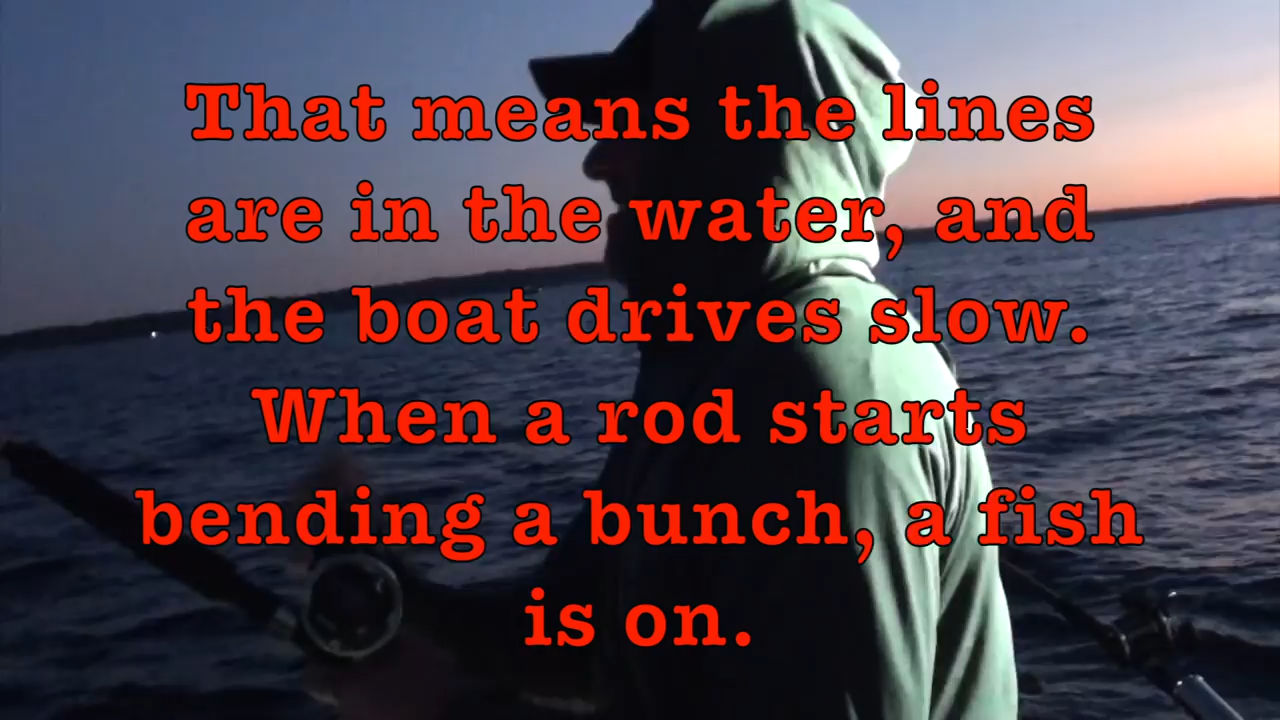 That means the lines
are in the water, and
the boat drives slow.
When a rod starts
bending a bunch, a fish
is on.